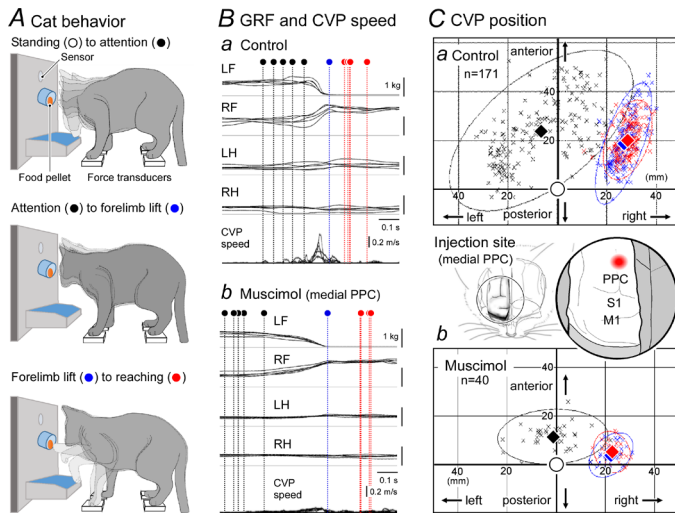 A Cat behavior
Standing (○) to attention (●)
Sensor
Food pellet
Force transducers
Attention (●) to forelimb lift (●)
Forelimb lift (●) to reaching (●)
B GRF and CVP speed
a Control
LF
1 kg
RF
LH
RH
CVP
speed
0.1 s
0.2 m/s
b Muscimol (medial PPC)
LF
1 kg
RF
LH
RH
CVP
speed
0.1 s
0.2 m/s
C CVP position
a Control
n=171
anterior
40
20
20
20
40
(mm)
left
posterior
right
Injection site
(medial PPC)
PPC
S1
M1
b
Muscimol
n=40
anterior
40
20
40
(mm)
20
20
40
left
posterior
right